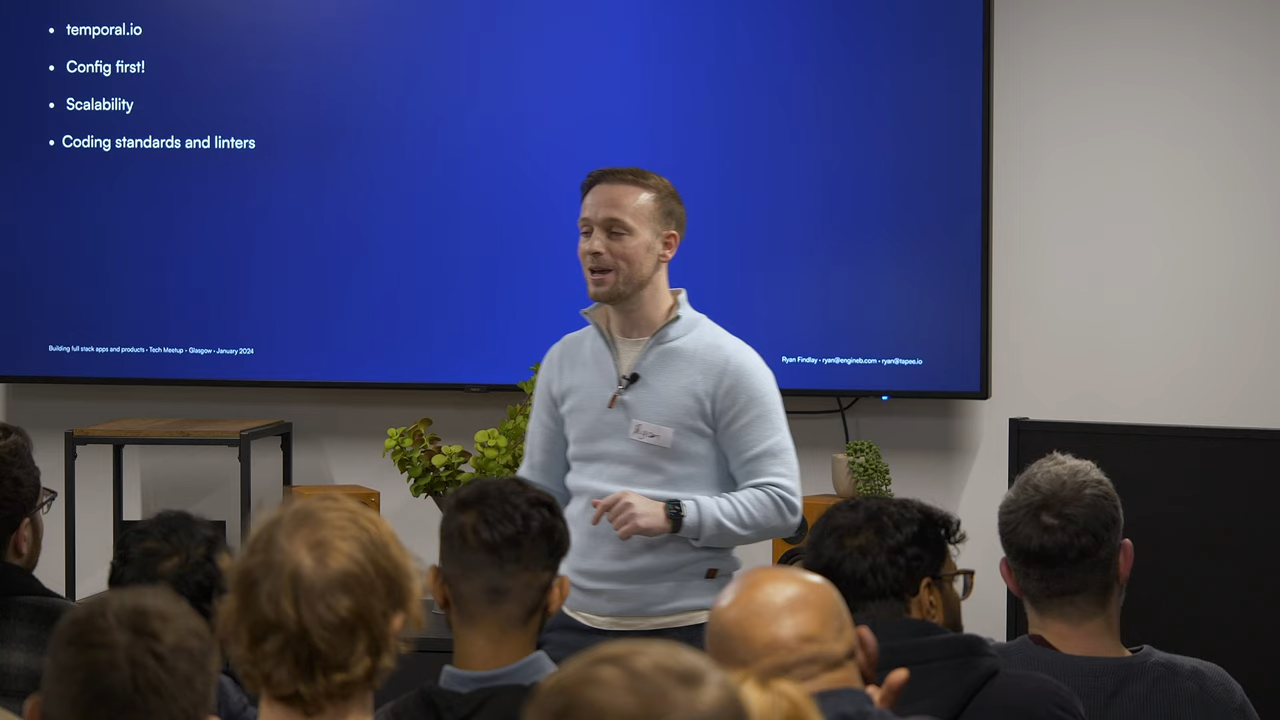 • temporal.io
• Config first!
• Scalability
• Coding standards and linters
Building full stack apps and products • Tech Meetup • Glasgow • January 2024
Ryan Findlay • ryan@engineb.com • ryan@tapee.io
Ryan